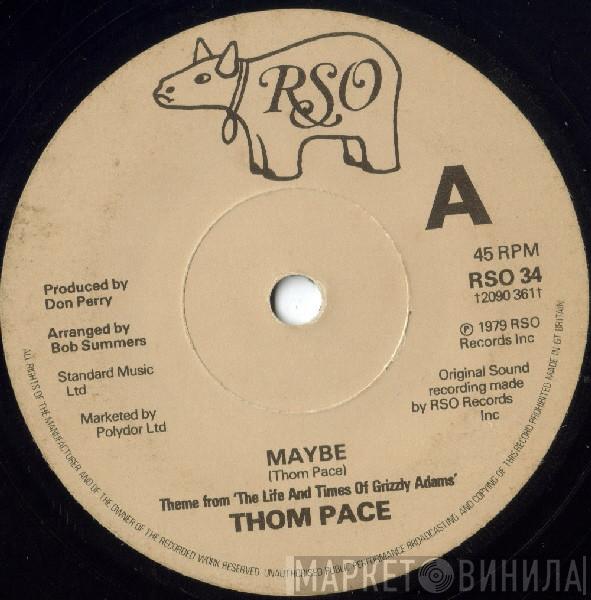 RSO
A
45 RPM
RSO 34
†2090 361†
Ⓟ 1979 RSO
Records Inc
Original Sound
recording made
by RSO Records
Inc
Produced by
Don Perry
Arranged by
Bob Summers
Standard Music
Ltd
Marketed by
Polydor Ltd
MAYBE
(Thom Pace)
Theme from 'The Life And Times Of Grizzly Adams'
THOM PACE
ALL RIGHTS OF THE MANUFACTURER AND OF THE OWNER OF THE RECORDED WORK RESERVED · UNAUTHORISED PUBLIC PERFORMANCE BROADCASTING AND COPYING OF THIS RECORD PROHIBITED MADE IN GT BRITAIN
МАРКЕТ ВИНИЛА